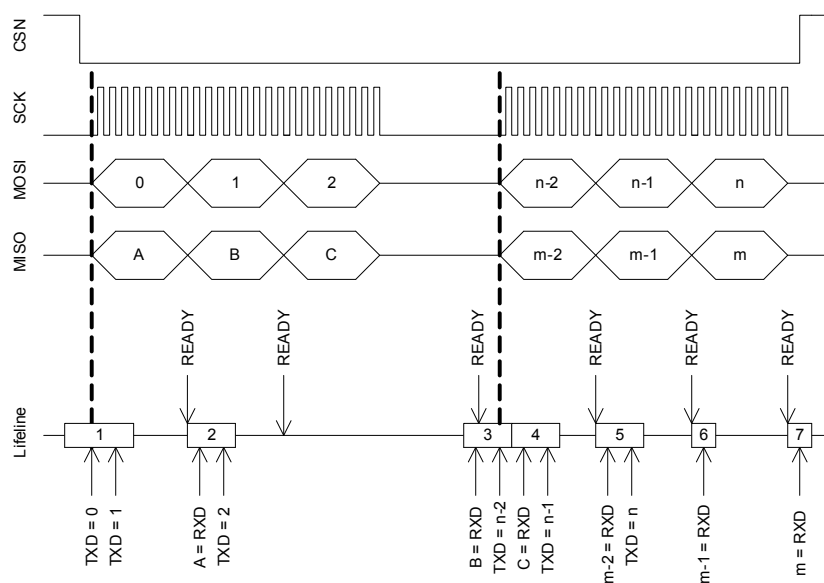 CSN
SCK
MOSI
0
1
2
n-2
n-1
n
MISO
A
B
C
m-2
m-1
m
READY
READY
READY
READY
READY
READY
Lifeline
1
2
3
4
5
6
7
TXD = 0
TXD = 1
A = RXD
TXD = 2
B = RXD
TXD = n-2
C = RXD
TXD = n-1
m-2 = RXD
TXD = n
m-1 = RXD
m = RXD